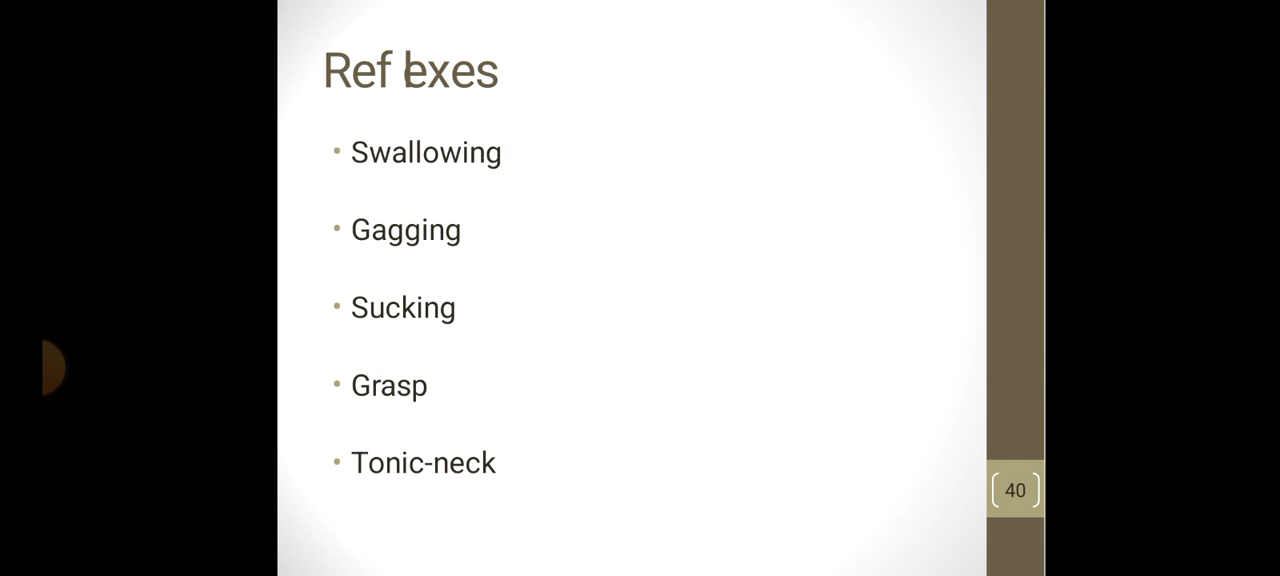 Reflexes
• Swallowing
• Gagging
• Sucking
• Grasp
• Tonic-neck
40